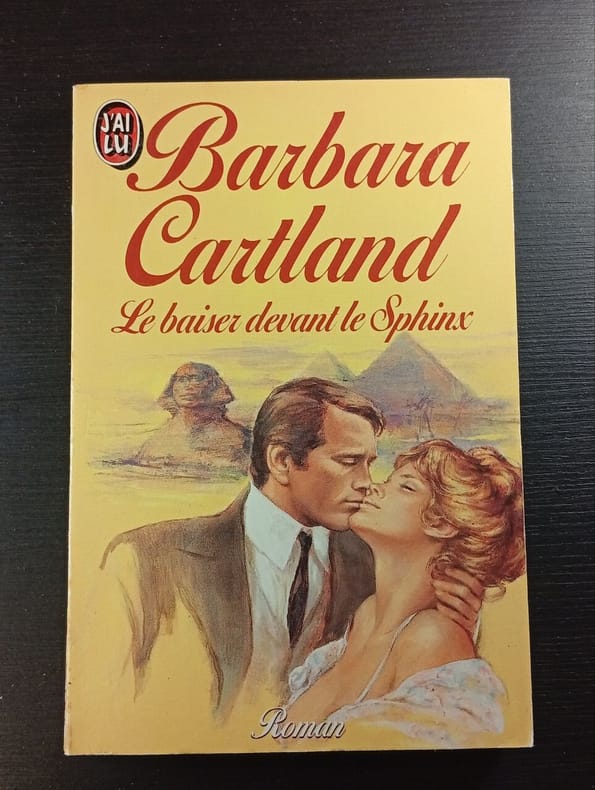 J'AI
LU
Barbara
Cartland
Le baiser devant le Sphinx
Roman